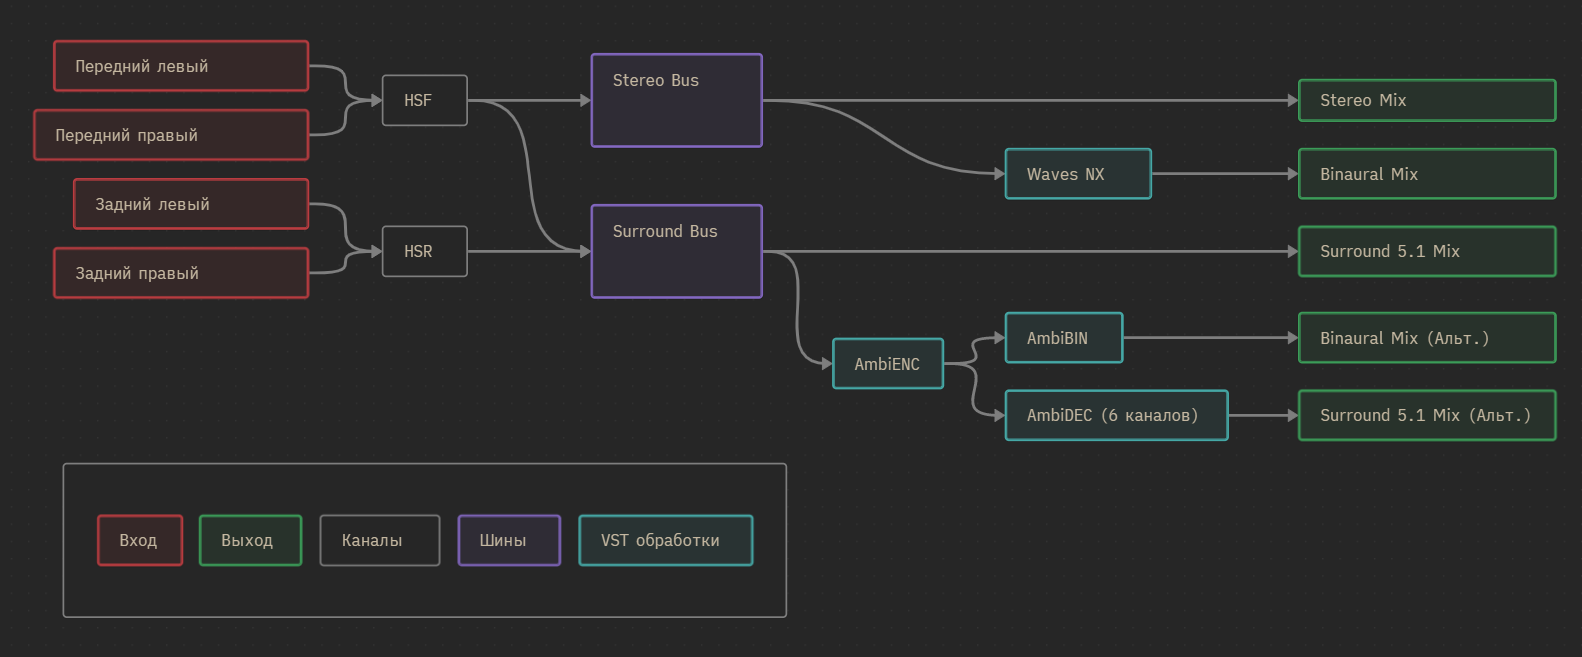 Передний левый
Передний правый
Задний левый
Задний правый
HSF
HSR
Stereo Bus
Surround Bus
AmbiENC
Waves NX
AmbiBIN
AmbiDEC (6 каналов)
Stereo Mix
Binaural Mix
Surround 5.1 Mix
Binaural Mix (Альт.)
Surround 5.1 Mix (Альт.)
Вход
Выход
Каналы
Шины
VST обработки